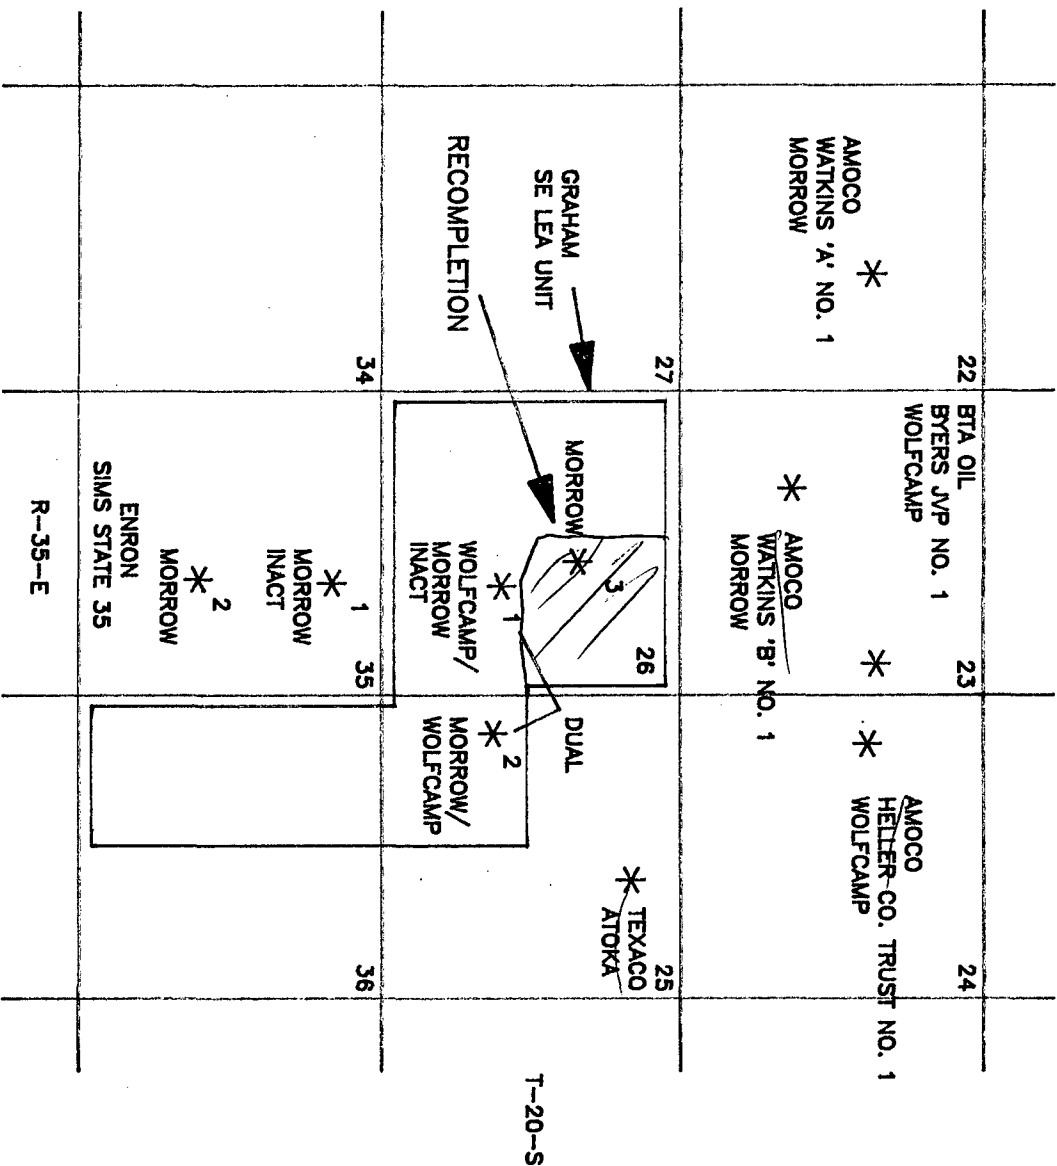 22
BTA OIL
BYERS JVP NO. 1
WOLFCAMP
23
24
AMOCO
WATKINS 'A' NO. 1
MORROW
AMOCO
WATKINS 'B' NO. 1
MORROW
AMOCO
HELLER CO. TRUST NO. 1
WOLFCAMP
27
26
25
GRAHAM
SE LEA UNIT
MORROW
3
TEXACO
ATOKA
RECOMPLETION
1
WOLFCAMP/
MORROW
INACT
DUAL
2
MORROW/
WOLFCAMP
T-20-S
34
35
36
1
MORROW
INACT
2
MORROW
ENRON
SIMS STATE 35
R-35-E